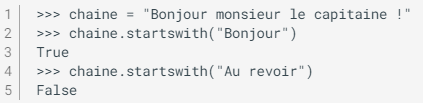 1 >>> chaine = "Bonjour monsieur le capitaine !"
2 >>> chaine.startswith("Bonjour")
3 True
4 >>> chaine.startswith("Au revoir")
5 False